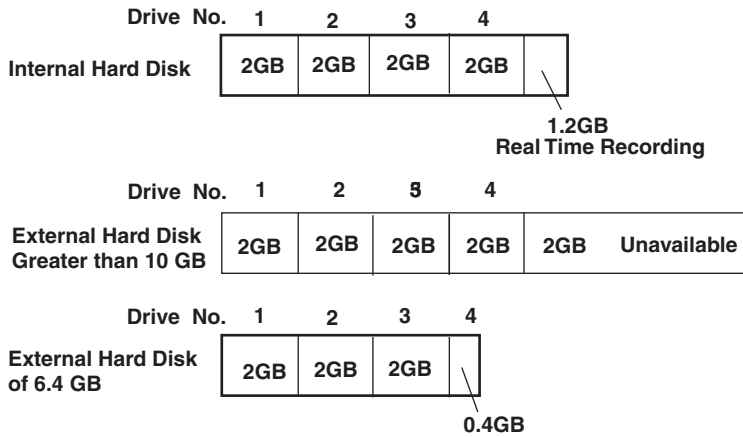 Drive No. 1 2 3 4
Internal Hard Disk 2GB 2GB 2GB 2GB
1.2GB
Real Time Recording
Drive No. 1 2 4
External Hard Disk
Greater than 10 GB 2GB 2GB 2GB 2GB 2GB Unavailable
Drive No. 1 2 3 4
External Hard Disk
of 6.4 GB 2GB 2GB 2GB
0.4GB